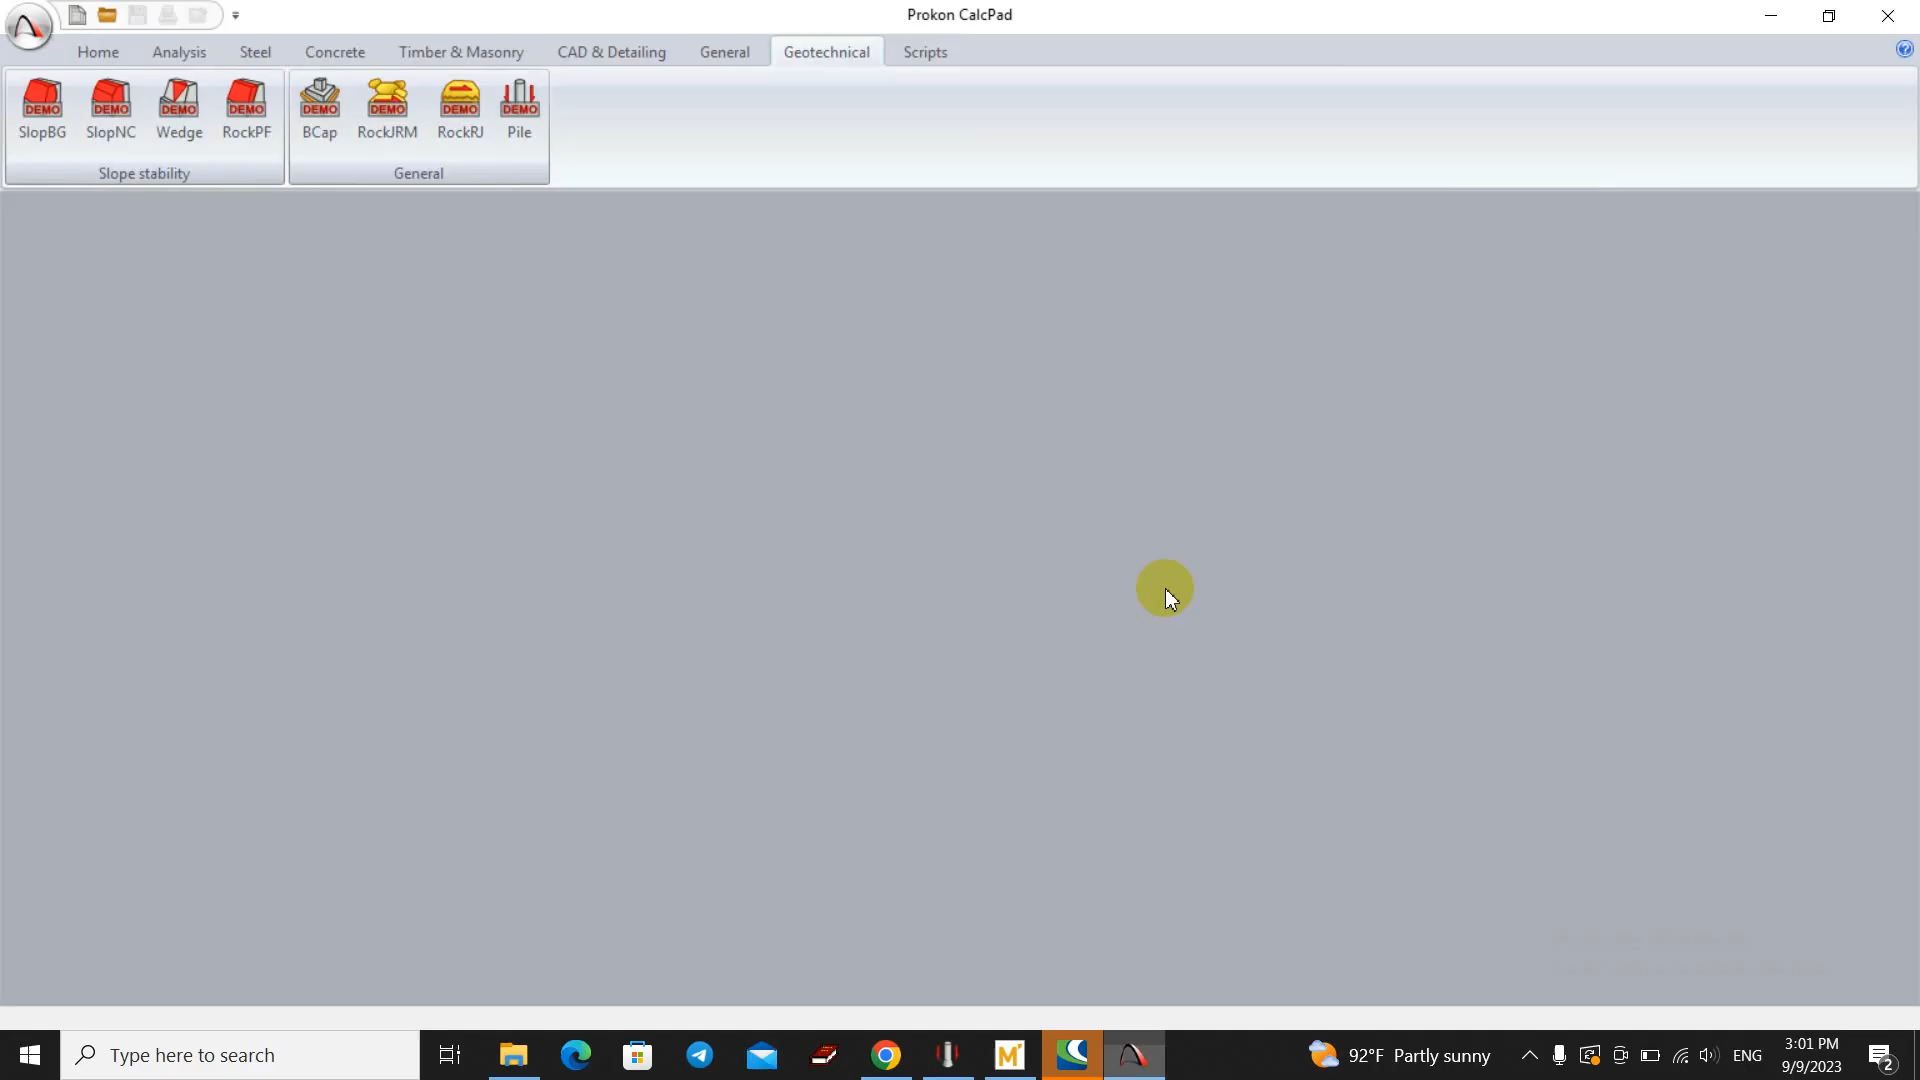 Prokon CalcPad
Home Analysis Steel Concrete Timber & Masonry CAD & Detailing General Geotechnical Scripts
DEMO DEMO DEMO DEMO DEMO DEMO DEMO DEMO
SlopBG SlopNC Wedge RockPF BCap RockJRM RockRJ Pile
Slope stability General
Type here to search
92°F Partly sunny
ENG
3:01 PM
9/9/2023
2